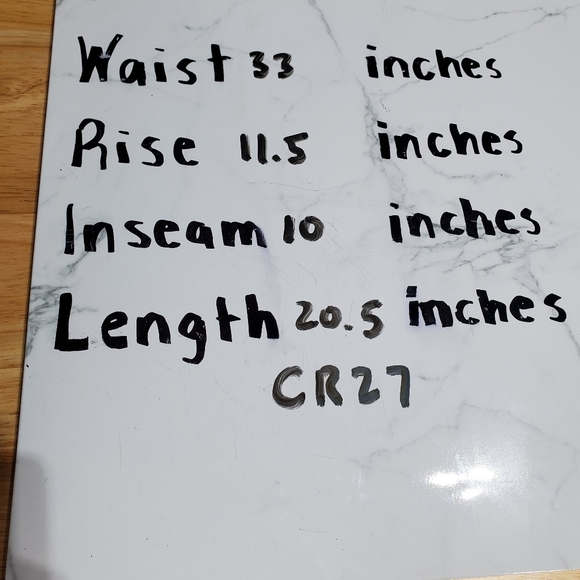 Waist 33 inches
Rise 11.5 inches
Inseam 10 inches
Length 20.5 inches
CR27